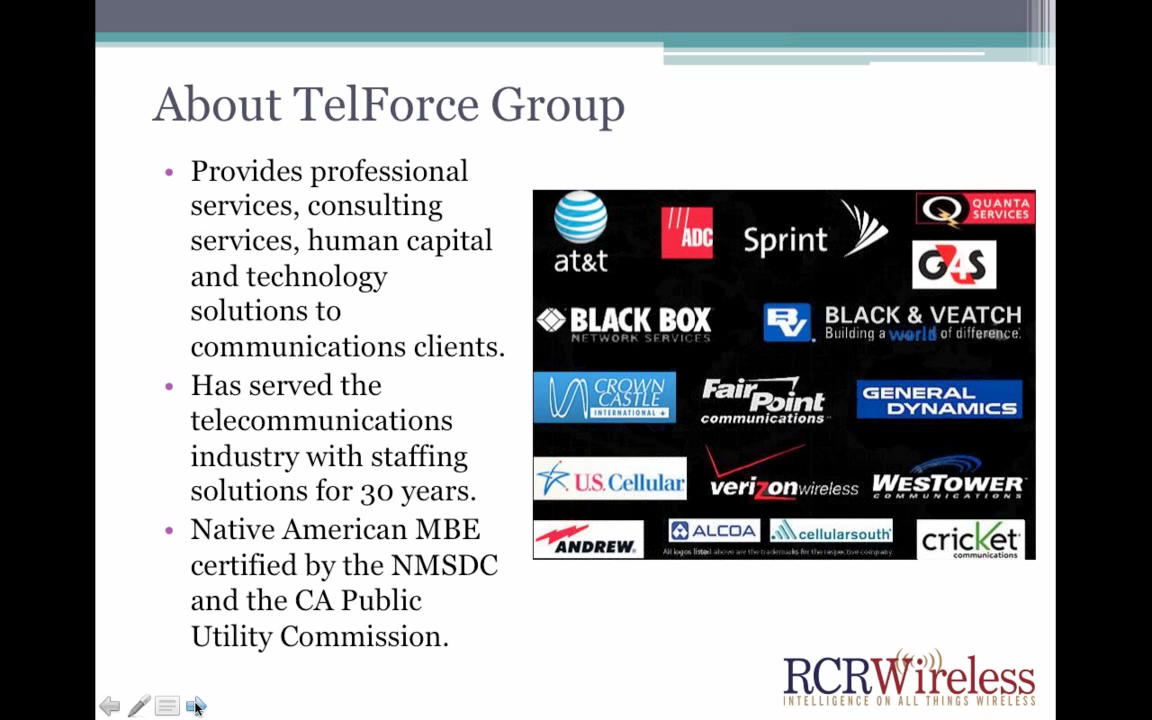 About TelForce Group
• Provides professional
services, consulting
services, human capital
and technology
solutions to
communications clients.
• Has served the
telecommunications
industry with staffing
solutions for 30 years.
• Native American MBE
certified by the NMSDC
and the CA Public
Utility Commission.
at&t
ADC
Sprint
QUANTA
SERVICES
G4S
BLACK BOX
NETWORK SERVICES
BV
BLACK & VEATCH
Building a world of difference.
CROWN
CASTLE
INTERNATIONAL
FairPoint
communications
GENERAL
DYNAMICS
U.S. Cellular
verizonwireless
WESTOWER
COMMUNICATIONS
ANDREW.
ALCOA
cellularsouth
cricket
communications
All logos listed above are the trademarks for the respective company.
RCRWireless
INTELLIGENCE ON ALL THINGS WIRELESS